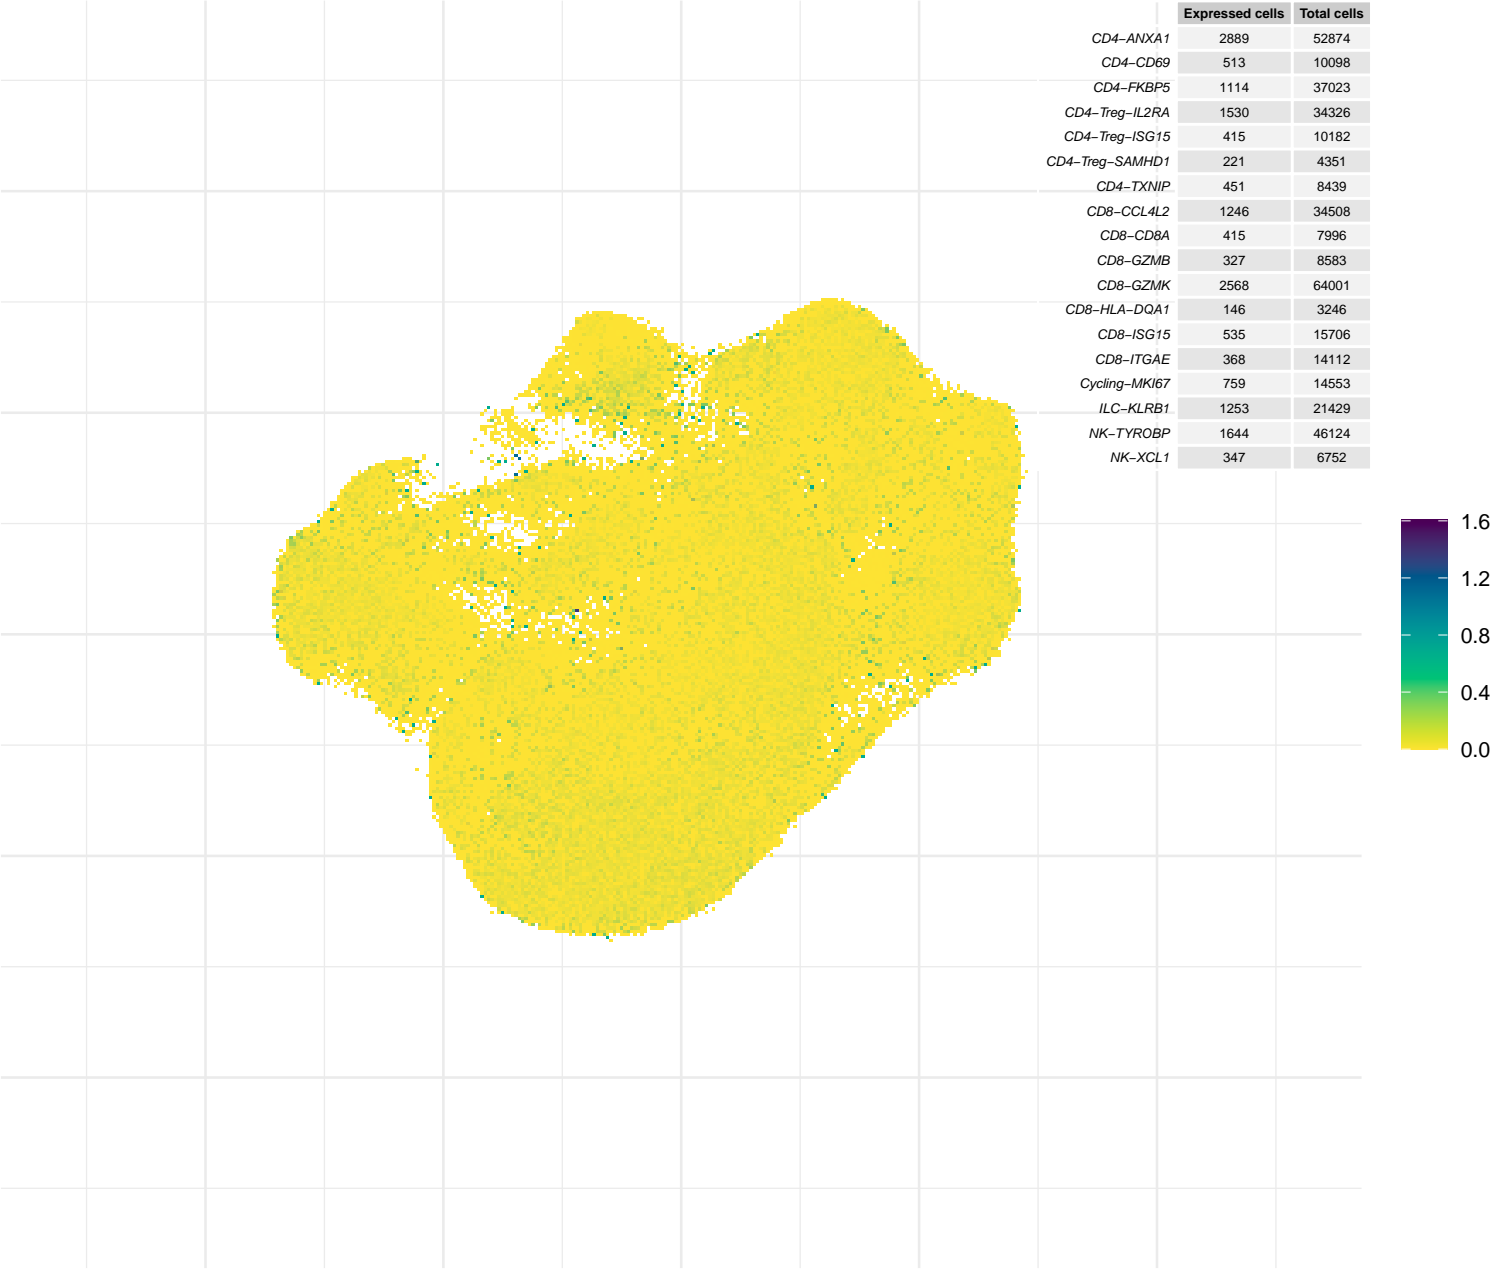 Expressed cells Total cells
CD4−ANXA1 2889 52874
CD4−CD69 513 10098
CD4−FKBP5 1114 37023
CD4−Treg−IL2RA 1530 34326
CD4−Treg−ISG15 415 10182
CD4−Treg−SAMHD1 221 4351
CD4−TXNIP 451 8439
CD8−CCL4L2 1246 34508
CD8−CD8A 415 7996
CD8−GZMB 327 8583
CD8−GZMK 2568 64001
CD8−HLA−DQA1 146 3246
CD8−ISG15 535 15706
CD8−ITGAE 368 14112
Cycling−MKI67 759 14553
ILC−KLRB1 1253 21429
NK−TYROBP 1644 46124
NK−XCL1 347 6752
1.6
1.2
0.8
0.4
0.0